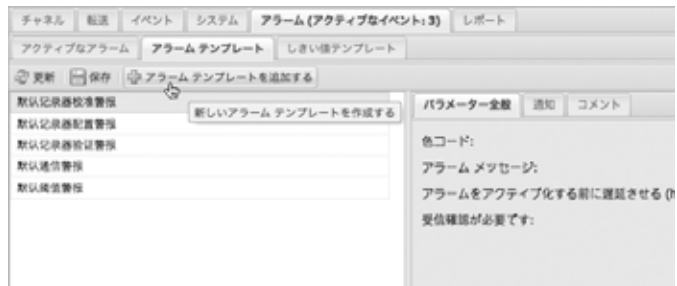 チャネル 転送 イベント システム アラーム (アクティブなイベント: 3) レポート
アクティブなアラーム アラーム テンプレート しきい値テンプレート
更新 保存 アラーム テンプレートを追加する
新しいアラーム テンプレートを作成する
默认记录器校准警报
默认记录器配置警报
默认记录器验证警报
默认通信警报
默认阈值警报
パラメーター全般 通知 コメント
色コード:
アラーム メッセージ:
アラームをアクティブ化する前に遅延させる (h
受信確認が必要です: